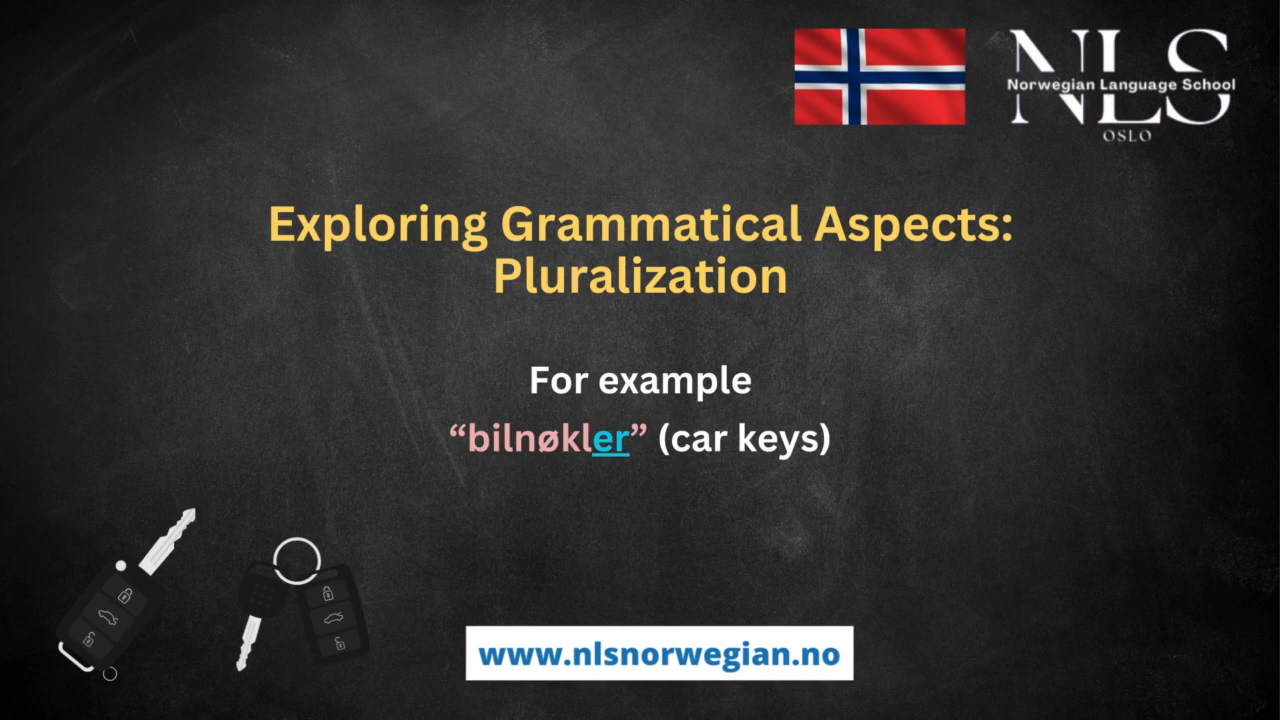 NLS
Norwegian Language School
OSLO
Exploring Grammatical Aspects:
Pluralization
For example
“bilnøkler” (car keys)
www.nlsnorwegian.no